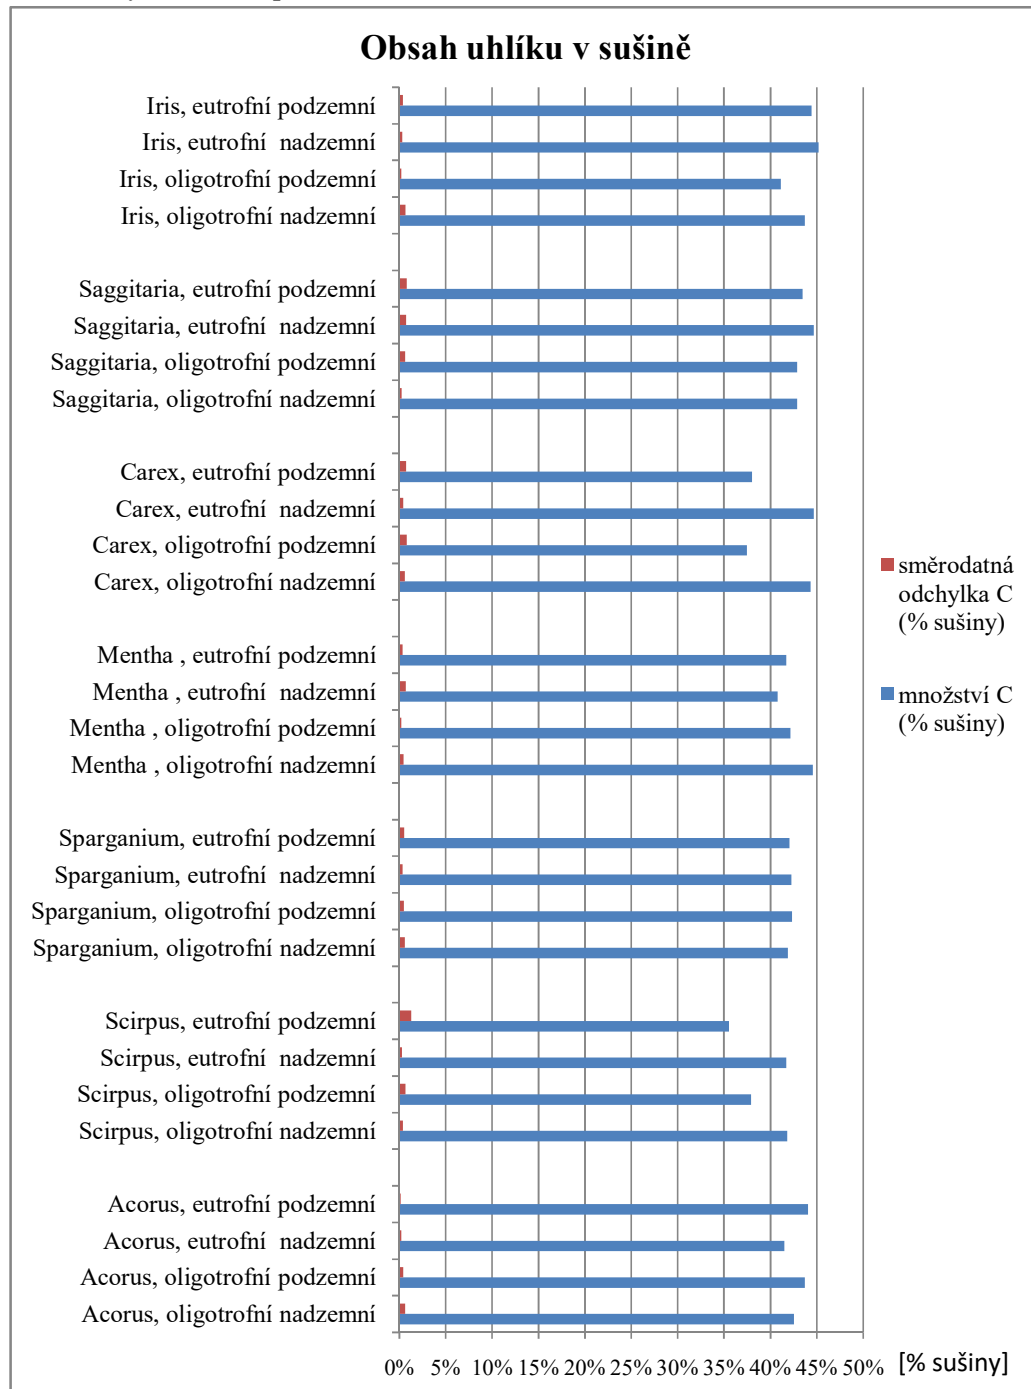 Obsah uhlíku v sušině
Iris, eutrofní podzemní
Iris, eutrofní  nadzemní
Iris, oligotrofní podzemní
Iris, oligotrofní nadzemní
Saggitaria, eutrofní podzemní
Saggitaria, eutrofní  nadzemní
Saggitaria, oligotrofní podzemní
Saggitaria, oligotrofní nadzemní
Carex, eutrofní podzemní
Carex, eutrofní  nadzemní
Carex, oligotrofní podzemní
Carex, oligotrofní nadzemní
Mentha , eutrofní podzemní
Mentha , eutrofní  nadzemní
Mentha , oligotrofní podzemní
Mentha , oligotrofní nadzemní
Sparganium, eutrofní podzemní
Sparganium, eutrofní  nadzemní
Sparganium, oligotrofní podzemní
Sparganium, oligotrofní nadzemní
Scirpus, eutrofní podzemní
Scirpus, eutrofní  nadzemní
Scirpus, oligotrofní podzemní
Scirpus, oligotrofní nadzemní
Acorus, eutrofní podzemní
Acorus, eutrofní  nadzemní
Acorus, oligotrofní podzemní
Acorus, oligotrofní nadzemní
0% 5% 10% 15% 20% 25% 30% 35% 40% 45% 50% [% sušiny]
směrodatná
odchylka C
(% sušiny)
množství C
(% sušiny)